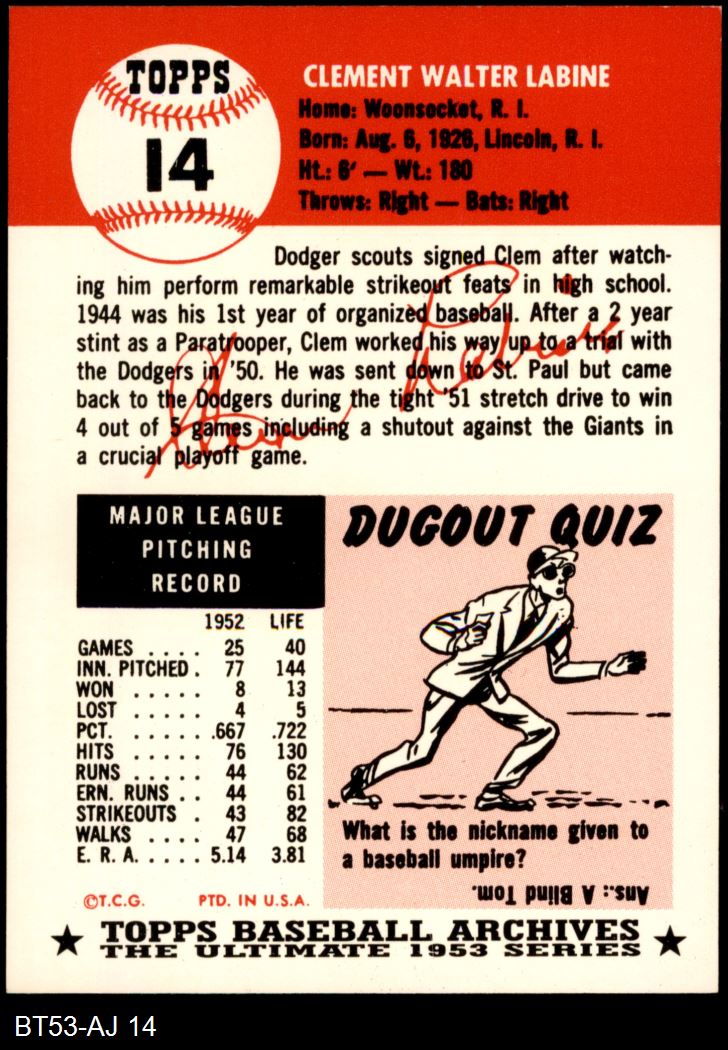 TOPPS
14
CLEMENT WALTER LABINE
Home: Woonsocket, R. I.
Born: Aug. 6, 1926, Lincoln, R. I.
Ht.: 6' — Wt.: 180
Throws: Right — Bats: Right
Dodger scouts signed Clem after watch-
ing him perform remarkable strikeout feats in high school.
1944 was his 1st year of organized baseball. After a 2 year
stint as a Paratrooper, Clem worked his way up to a trial with
the Dodgers in '50. He was sent down to St. Paul but came
back to the Dodgers during the tight '51 stretch drive to win
4 out of 5 games including a shutout against the Giants in
a crucial playoff game.
MAJOR LEAGUE
PITCHING
RECORD
1952 LIFE
GAMES .... 25 40
INN. PITCHED . 77 144
WON ..... 8 13
LOST ..... 4 5
PCT. ..... .667 .722
HITS ..... 76 130
RUNS ..... 44 62
ERN. RUNS .. 44 61
STRIKEOUTS . 43 82
WALKS .... 47 68
E. R. A. .... 5.14 3.81
©T.C.G. PTD. IN U.S.A.
DUGOUT QUIZ
What is the nickname given to
a baseball umpire?
Ans.: A Blind Tom.
★ TOPPS BASEBALL ARCHIVES ★
THE ULTIMATE 1953 SERIES
BT53-AJ 14